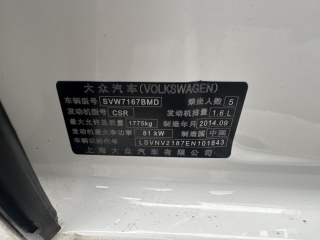 大众汽车(VOLKSWAGEN)
车辆型号 SVW7167BMD 乘坐人数 5
发动机型号 CSR 发动机排量 1.6 L
最大允许总质量 1775kg 制造年月 2014.09
发动机最大净功率 81 kW 制造国 中国
车辆识别代号 LSVNV2187EN101843
上海大众汽车有限公司